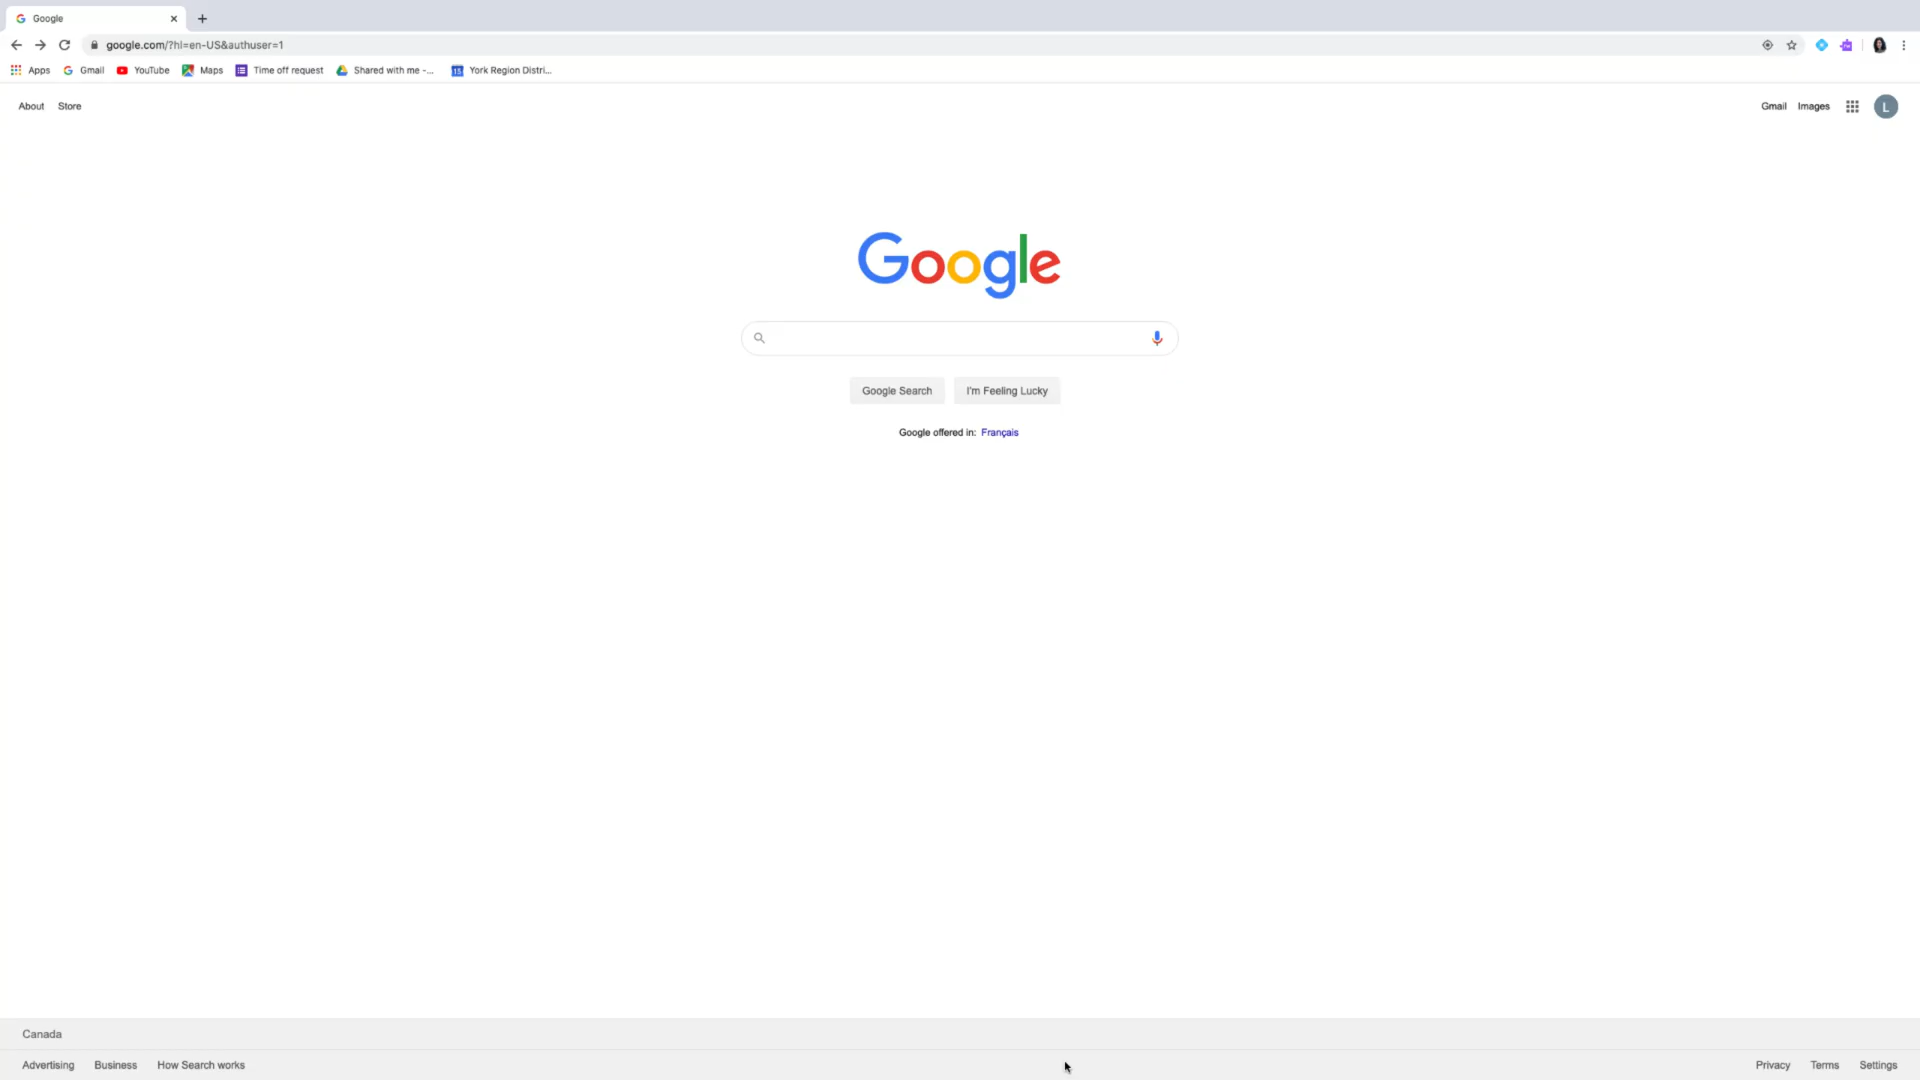 Google
google.com/?hl=en-US&authuser=1
Apps Gmail YouTube Maps Time off request Shared with me -... York Region Distri...
About Store Gmail Images L
Google
Google Search I'm Feeling Lucky
Google offered in: Français
Canada
Advertising Business How Search works Privacy Terms Settings